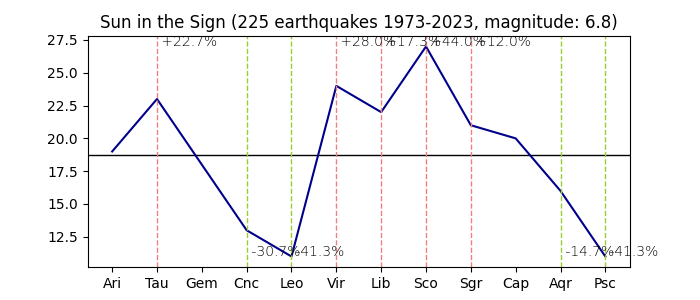 Sun in the Sign (225 earthquakes 1973-2023, magnitude: 6.8)
27.5
+22.7% +28.0% +17.3% +44.0% +12.0%
25.0
22.5
20.0
17.5
15.0
12.5
-30.7% -41.3% -14.7% -41.3%
Ari Tau Gem Cnc Leo Vir Lib Sco Sgr Cap Aqr Psc